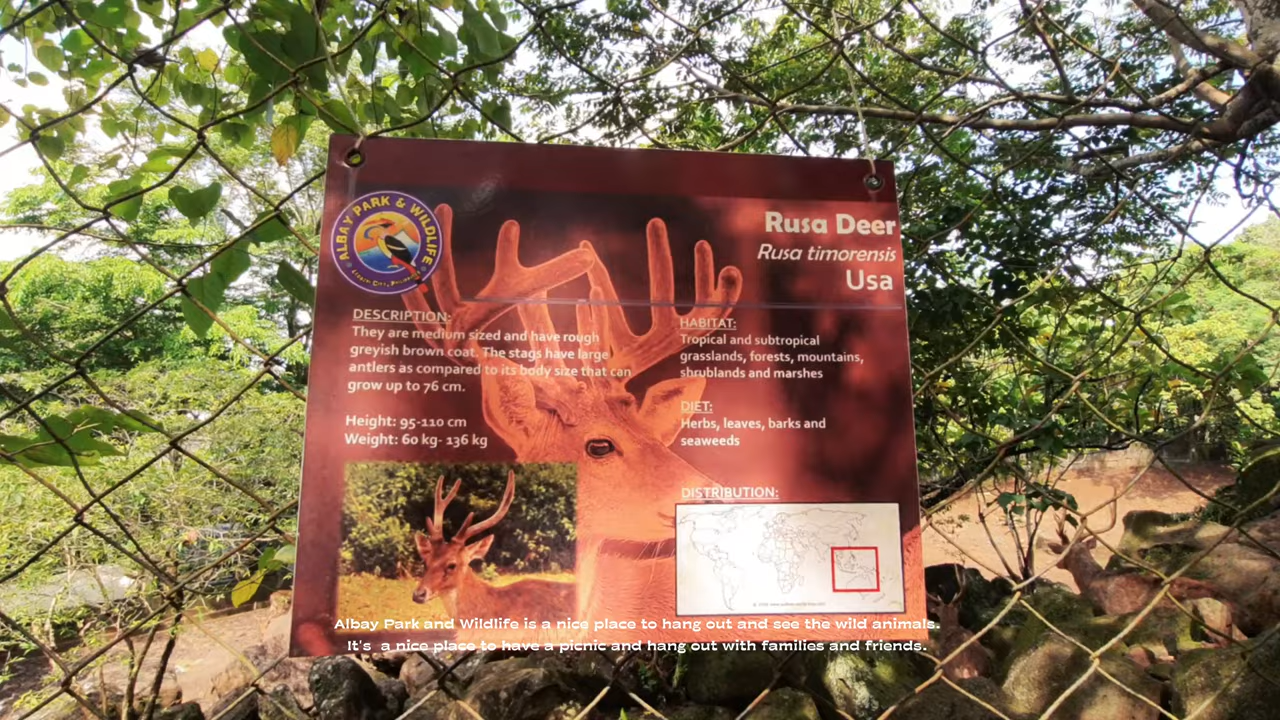 ALBAY PARK & WILDLIFE
Rusa Deer
Rusa timorensis
Usa
DESCRIPTION:
They are medium sized and have rough
greyish brown coat. The stags have large
antlers as compared to its body size that can
grow up to 76 cm.
Height: 95-110 cm
Weight: 60 kg- 136 kg
HABITAT:
Tropical and subtropical
grasslands, forests, mountains,
shrublands and marshes
DIET:
Herbs, leaves, barks and
seaweeds
DISTRIBUTION:
Albay Park and Wildlife is a nice place to hang out and see the wild animals.
It's a nice place to have a picnic and hang out with families and friends.